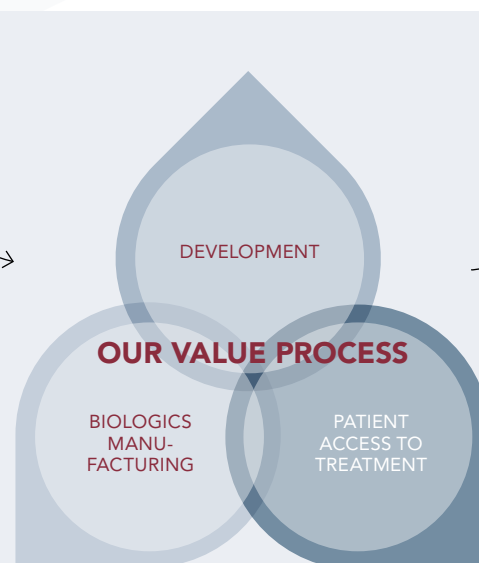 DEVELOPMENT
OUR VALUE PROCESS
BIOLOGICS
MANU-
FACTURING
PATIENT
ACCESS TO
TREATMENT